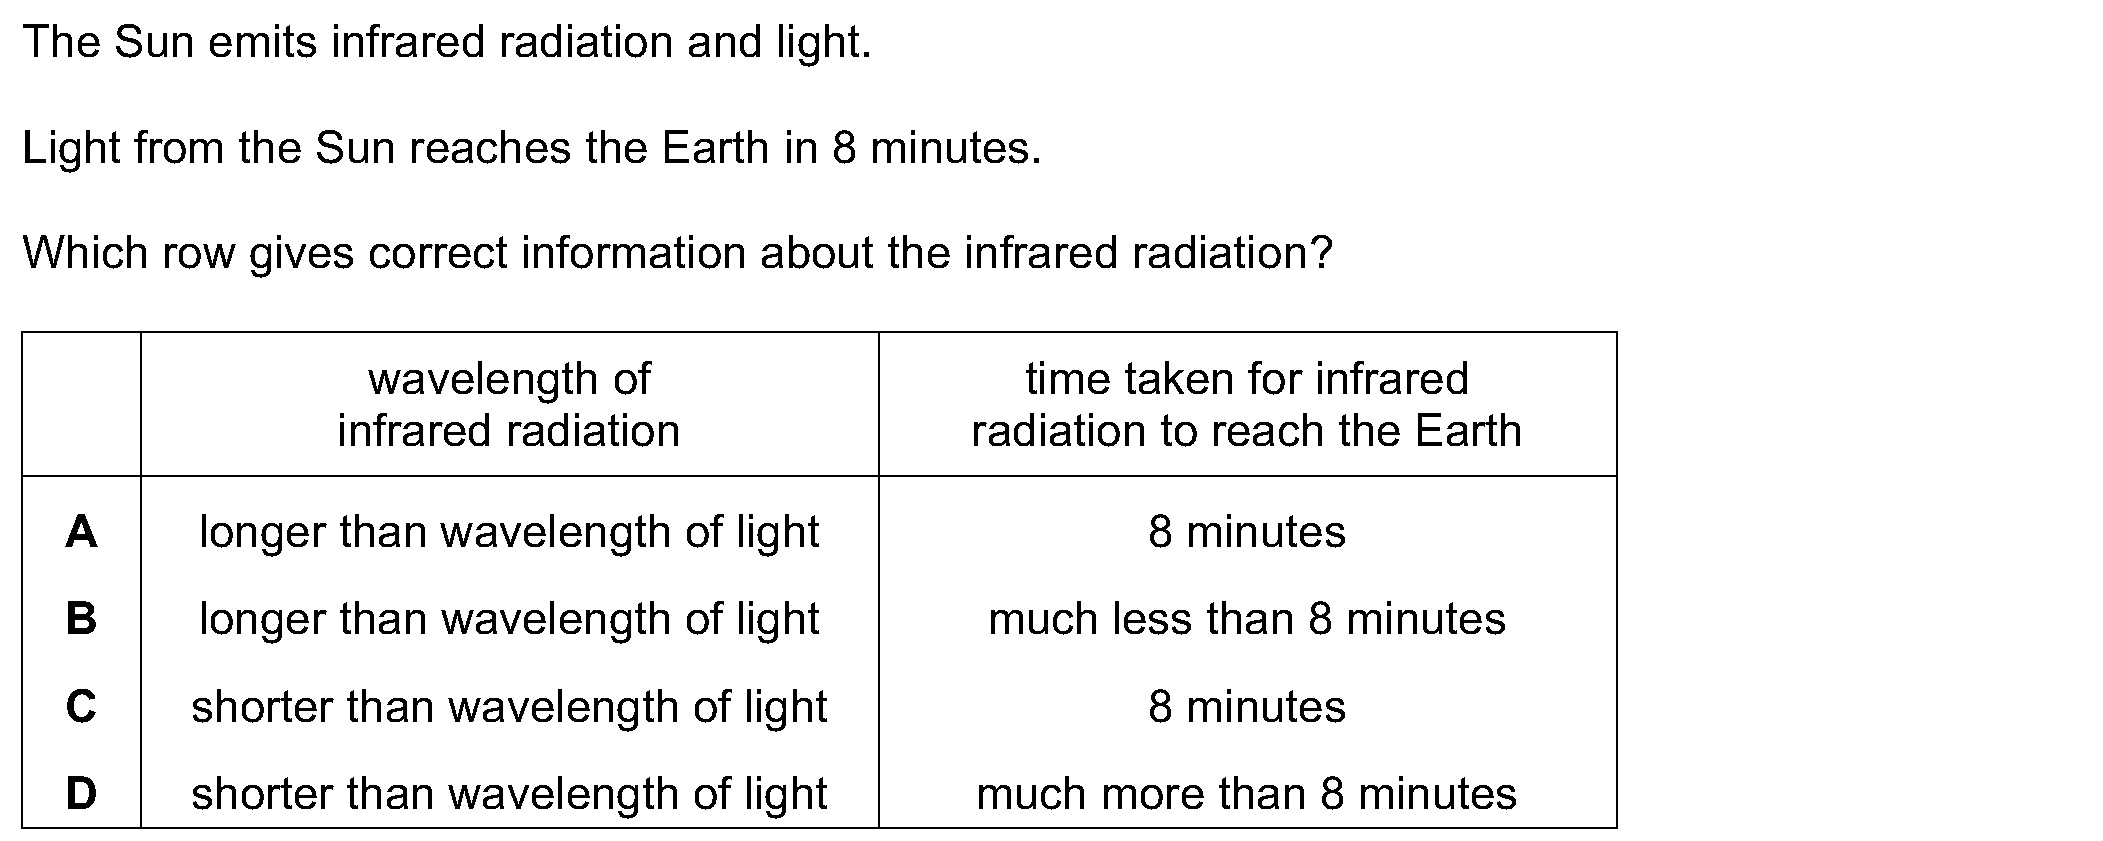 The Sun emits infrared radiation and light.
Light from the Sun reaches the Earth in 8 minutes.
Which row gives correct information about the infrared radiation?
wavelength of
infrared radiation
time taken for infrared
radiation to reach the Earth
A longer than wavelength of light 8 minutes
B longer than wavelength of light much less than 8 minutes
C shorter than wavelength of light 8 minutes
D shorter than wavelength of light much more than 8 minutes